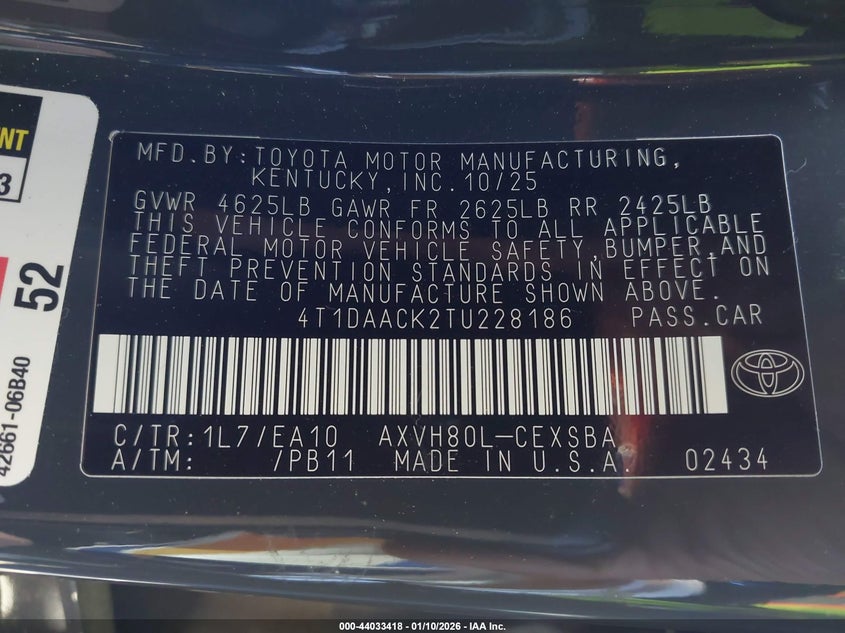 NT
3
52
42661-06B40
MFD.BY:TOYOTA MOTOR MANUFACTURING,
KENTUCKY,INC.10/25
GVWR 4625LB GAWR FR 2625LB RR 2425LB
THIS VEHICLE CONFORMS TO ALL APPLICABLE
FEDERAL MOTOR VEHICLE SAFETY,BUMPER,AND
THEFT PREVENTION STANDARDS IN EFFECT ON
THE DATE OF MANUFACTURE SHOWN ABOVE.
4T1DAACK2TU228186 PASS.CAR
C/TR:1L7/EA10 AXVH80L-CEXSBA
A/TM: /PB11 MADE IN U.S.A. 02434
000-44033418 - 01/10/2026 - IAA Inc.